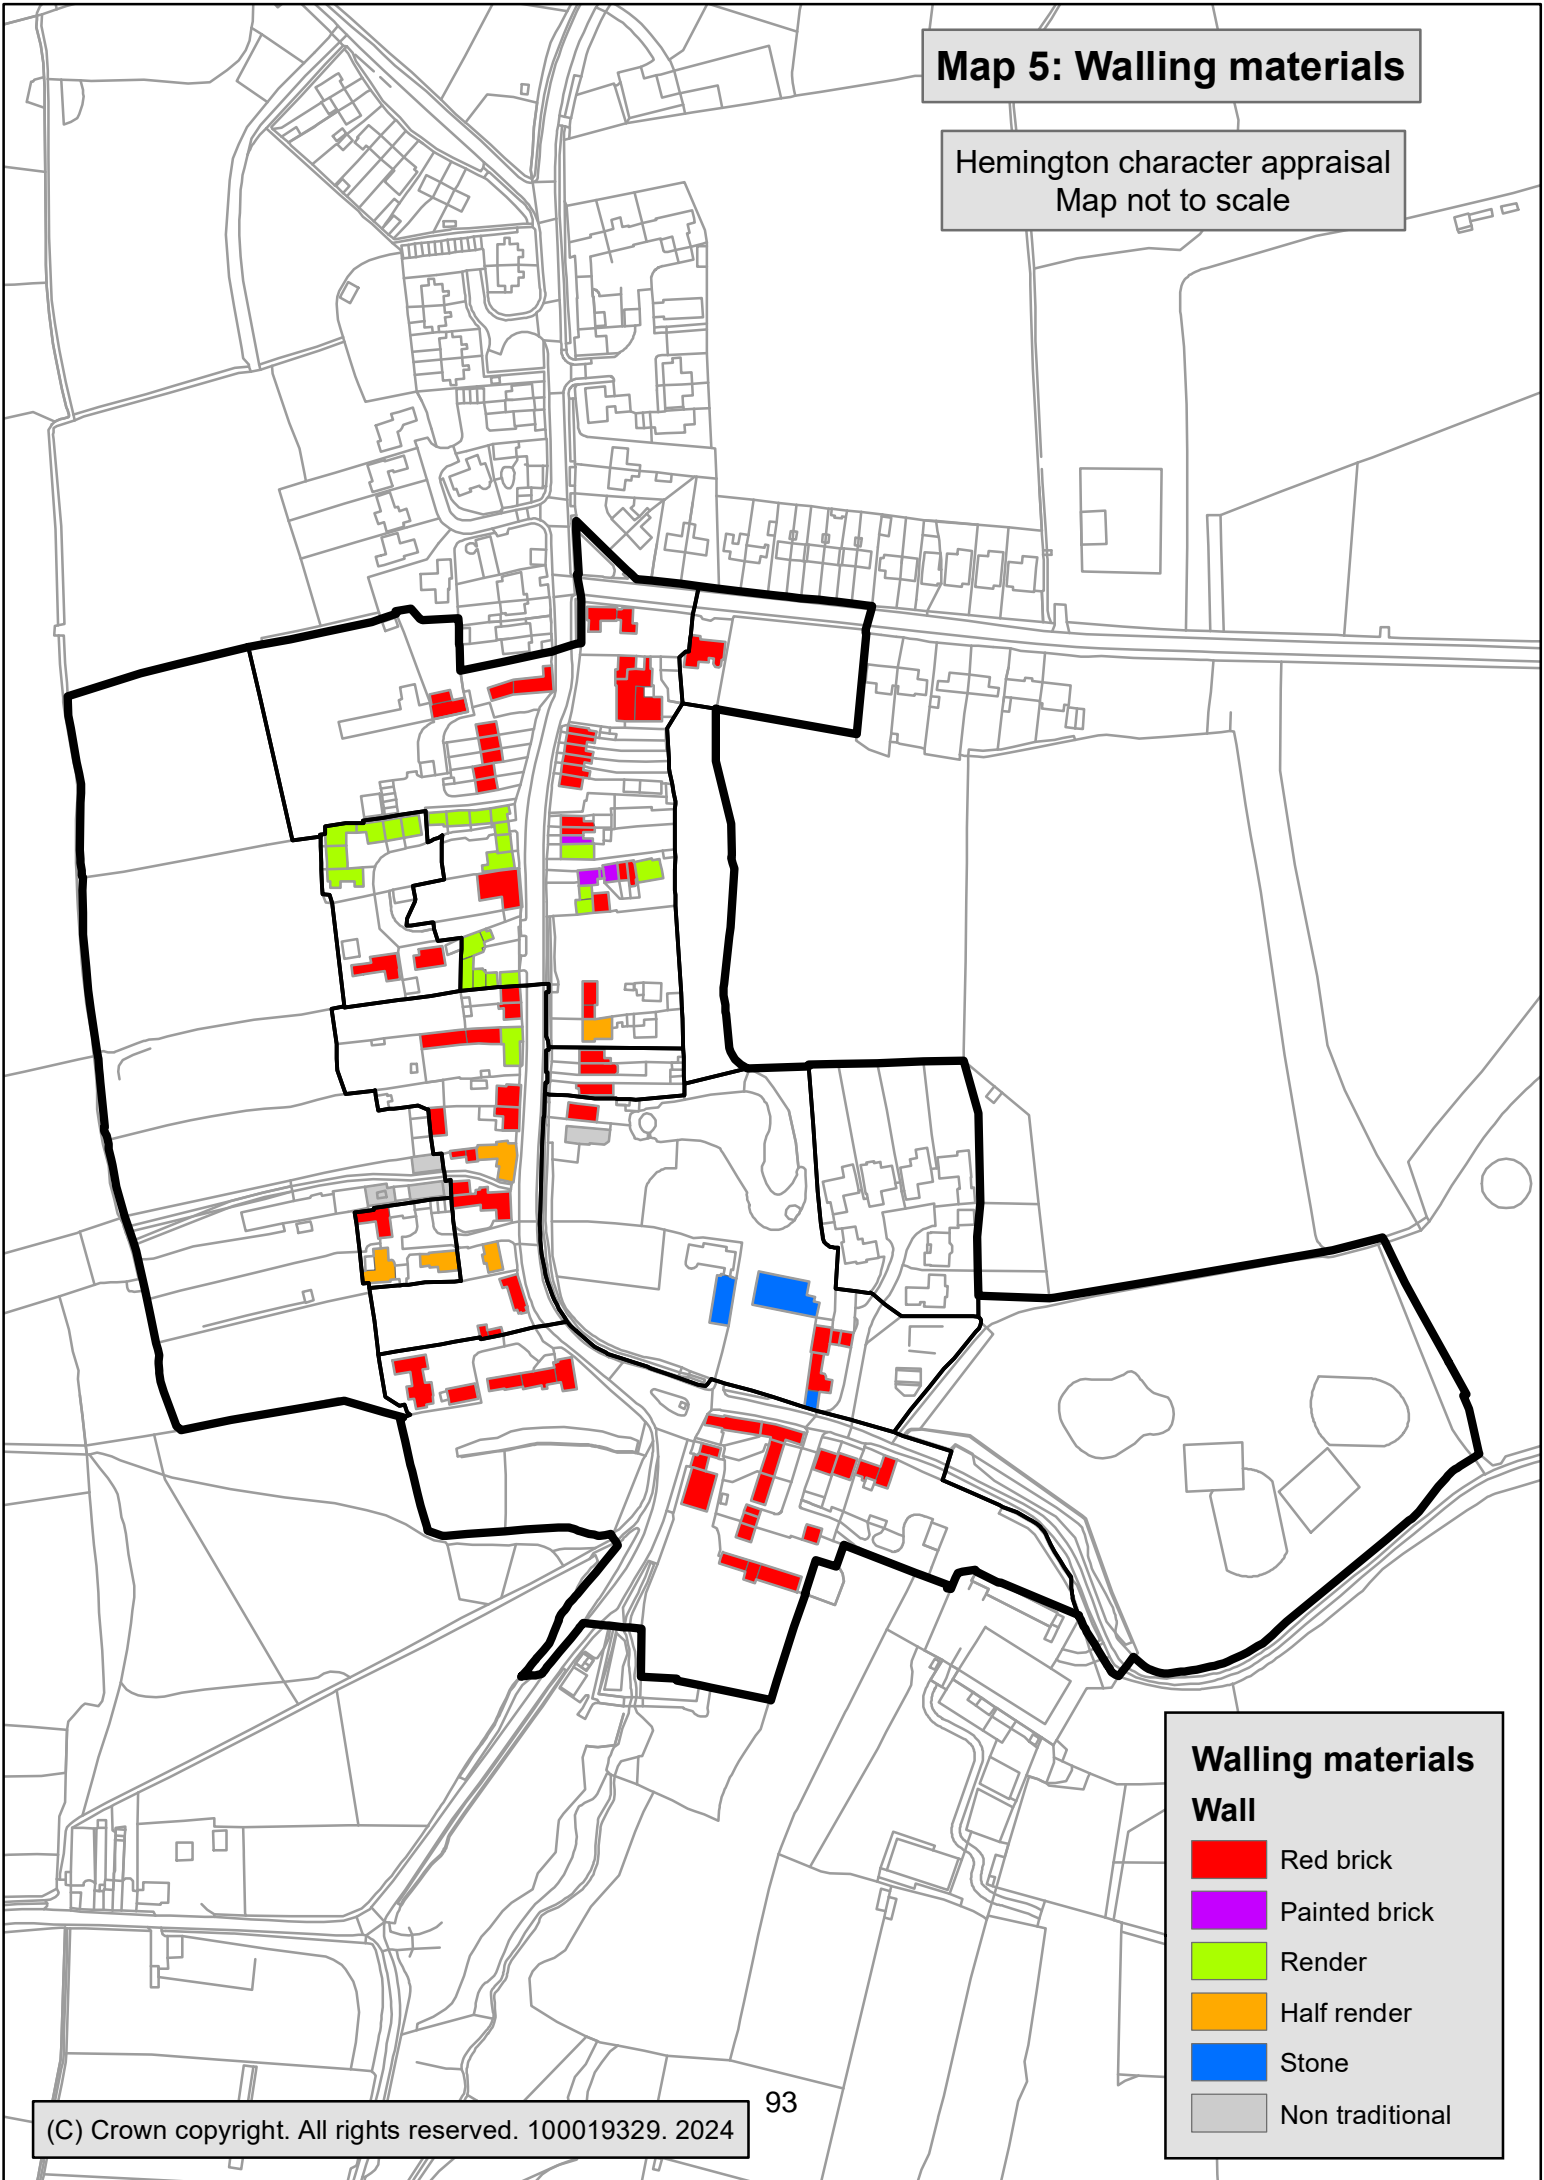 Map 5: Walling materials
Hemington character appraisal
Map not to scale
Walling materials
Wall
Red brick
Painted brick
Render
Half render
Stone
Non traditional
93
(C) Crown copyright. All rights reserved. 100019329. 2024